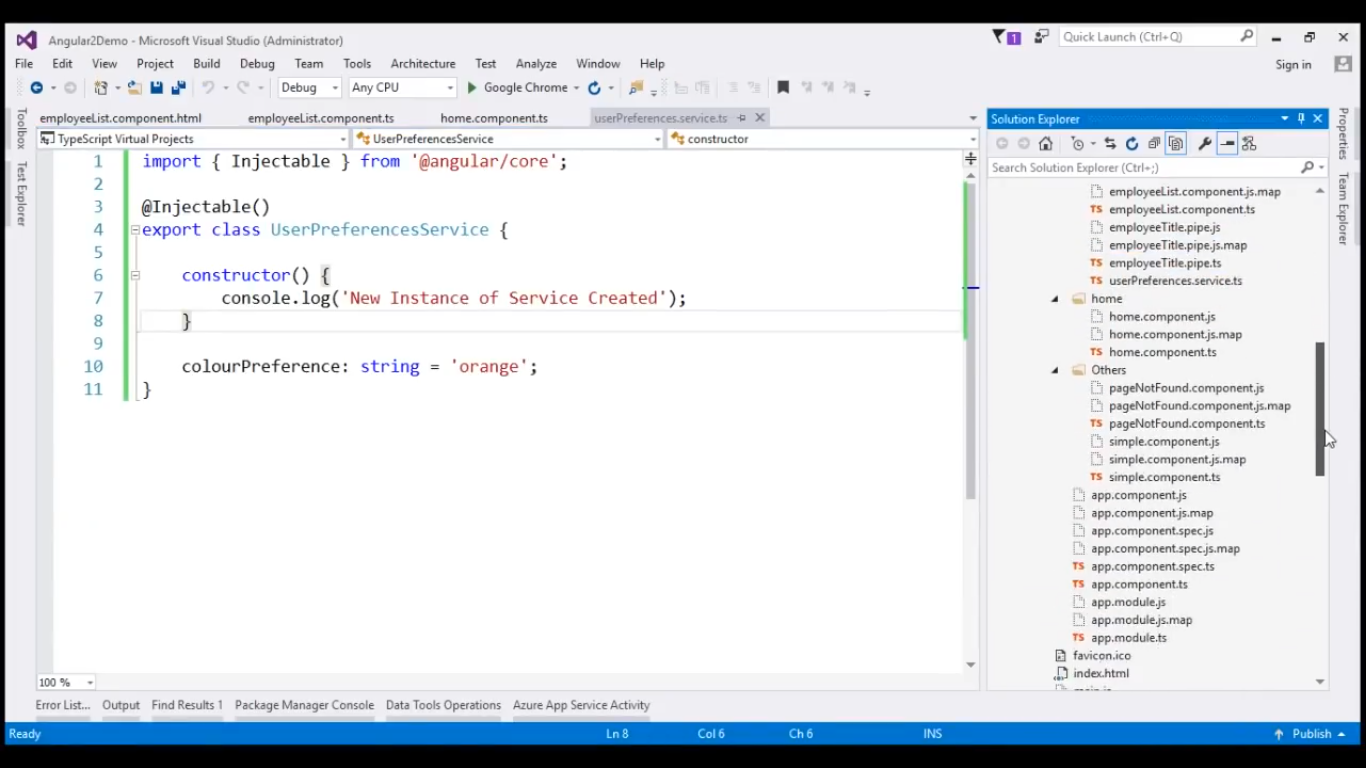 Angular2Demo - Microsoft Visual Studio (Administrator)
1
Quick Launch (Ctrl+Q)
File Edit View Project Build Debug Team Tools Architecture Test Analyze Window Help
Sign in
Debug Any CPU Google Chrome
Toolbox
Test Explorer
employeeList.component.html employeeList.component.ts home.component.ts userPreferences.service.ts
TypeScript Virtual Projects UserPreferencesService constructor
1 import { Injectable } from '@angular/core';
2
3 @Injectable()
4 export class UserPreferencesService {
5
6 constructor() {
7 console.log('New Instance of Service Created');
8 }
9
10 colourPreference: string = 'orange';
11 }
100 %
Solution Explorer
Search Solution Explorer (Ctrl+;)
employeeList.component.js.map
TS employeeList.component.ts
employeeTitle.pipe.js
employeeTitle.pipe.js.map
TS employeeTitle.pipe.ts
TS userPreferences.service.ts
home
home.component.js
home.component.js.map
TS home.component.ts
Others
pageNotFound.component.js
pageNotFound.component.js.map
TS pageNotFound.component.ts
simple.component.js
simple.component.js.map
TS simple.component.ts
app.component.js
app.component.js.map
app.component.spec.js
app.component.spec.js.map
TS app.component.spec.ts
TS app.component.ts
app.module.js
app.module.js.map
TS app.module.ts
favicon.ico
index.html
Properties
Team Explorer
Error List... Output Find Results 1 Package Manager Console Data Tools Operations Azure App Service Activity
Ready Ln 8 Col 6 Ch 6 INS Publish